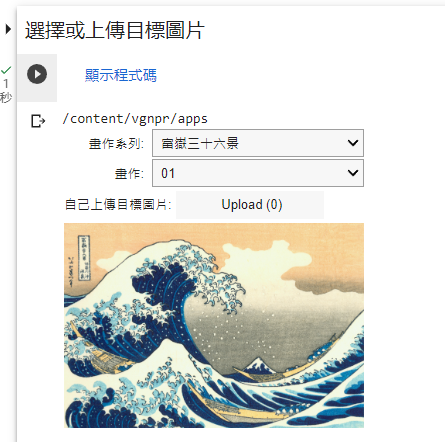 選擇或上傳目標圖片
顯示程式碼
1
秒
/content/vgnpr/apps
畫作系列: 富嶽三十六景
畫作: 01
自己上傳目標圖片: Upload (0)